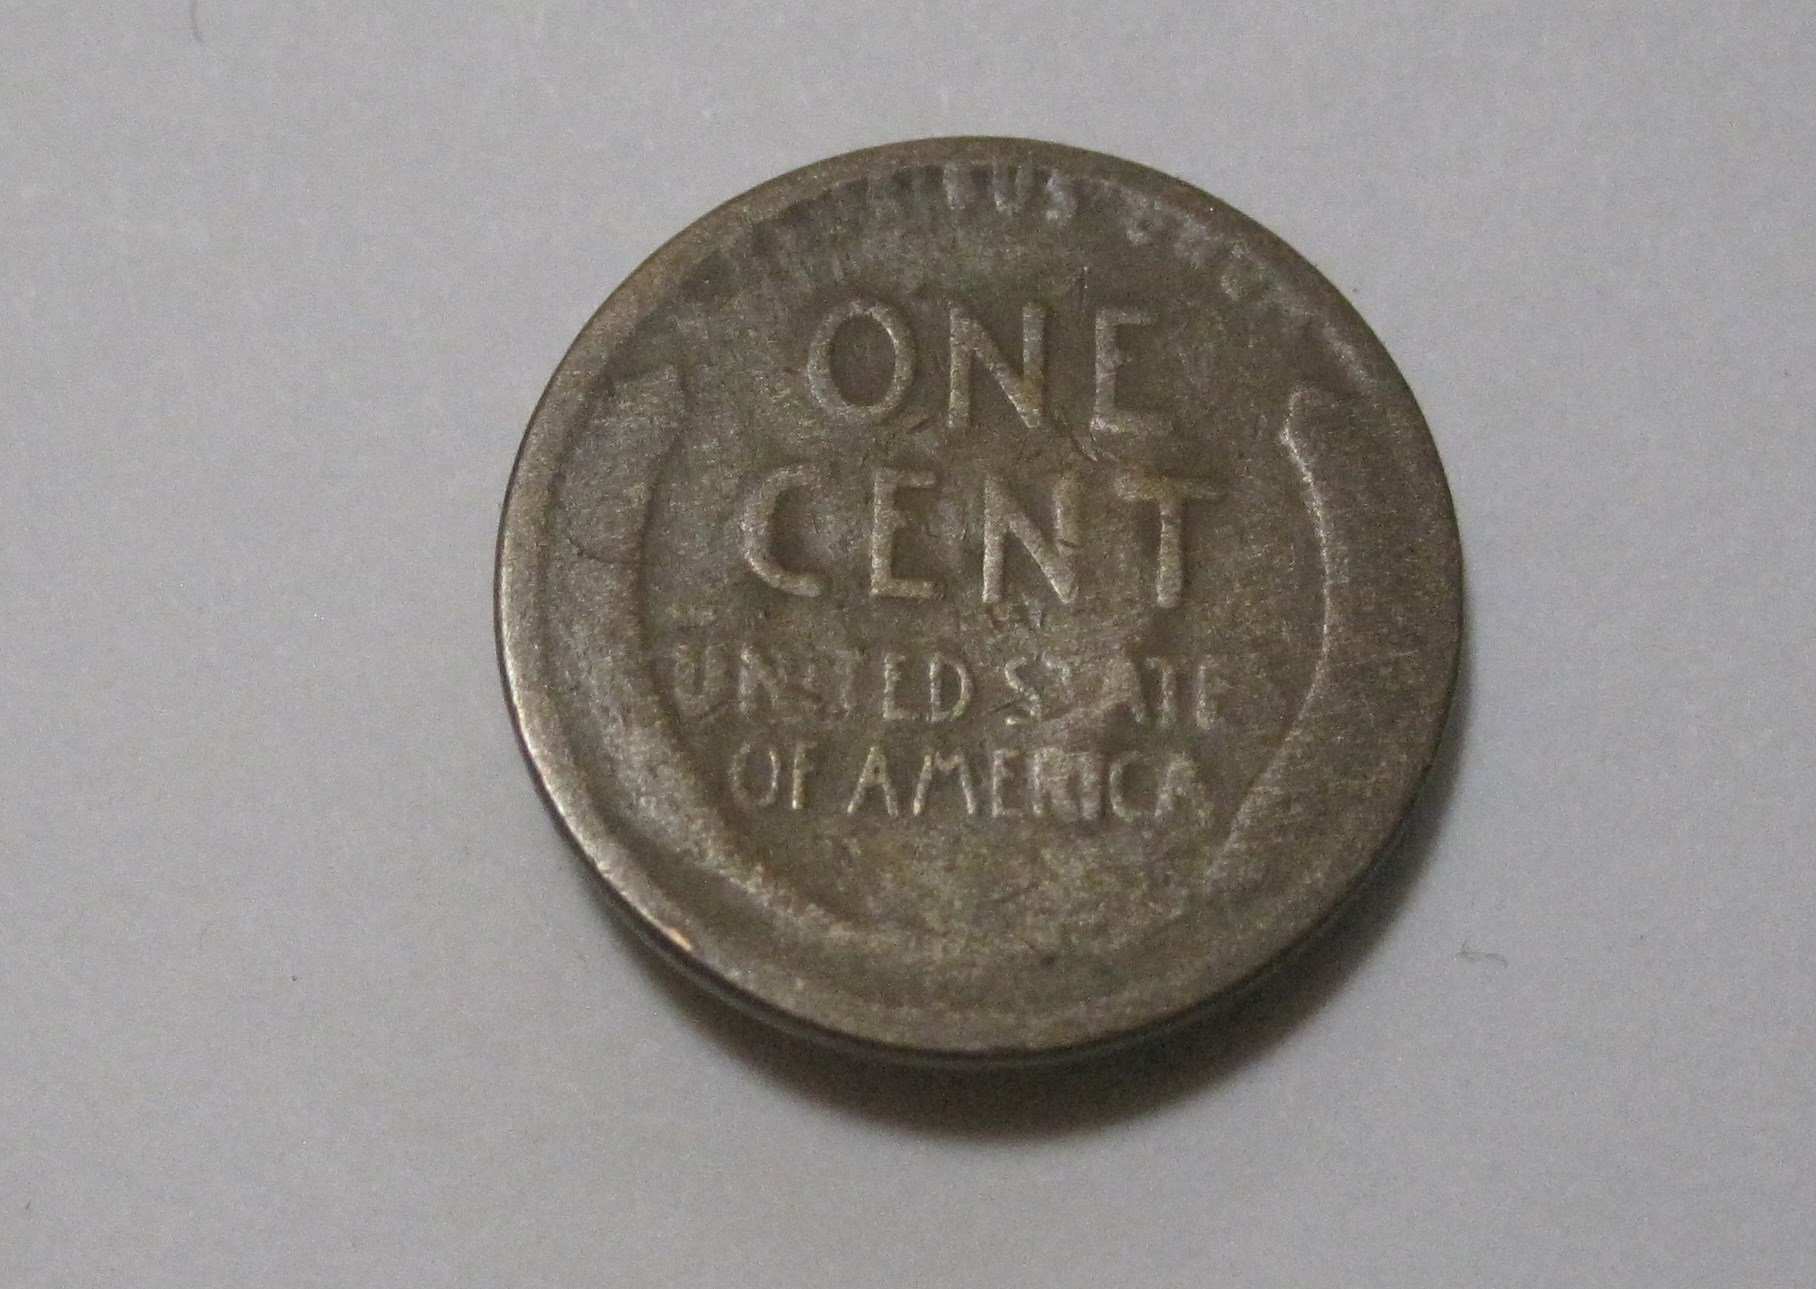 ONE
CENT
UNITED STATE
OF AMERICA